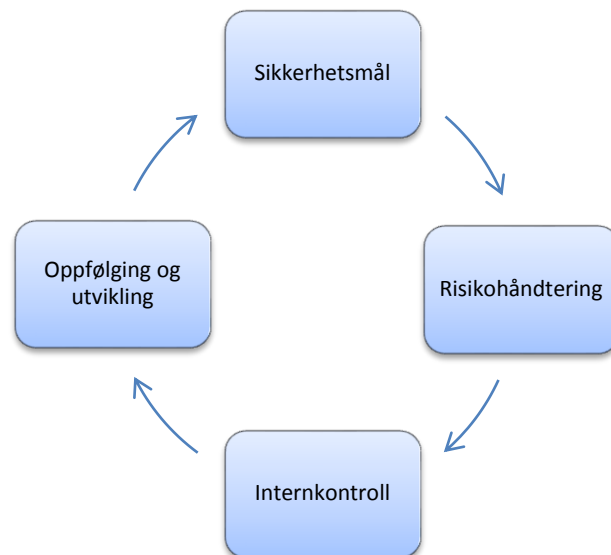 Sikkerhetsmål
Risikohåndtering
Internkontroll
Oppfølging og
utvikling